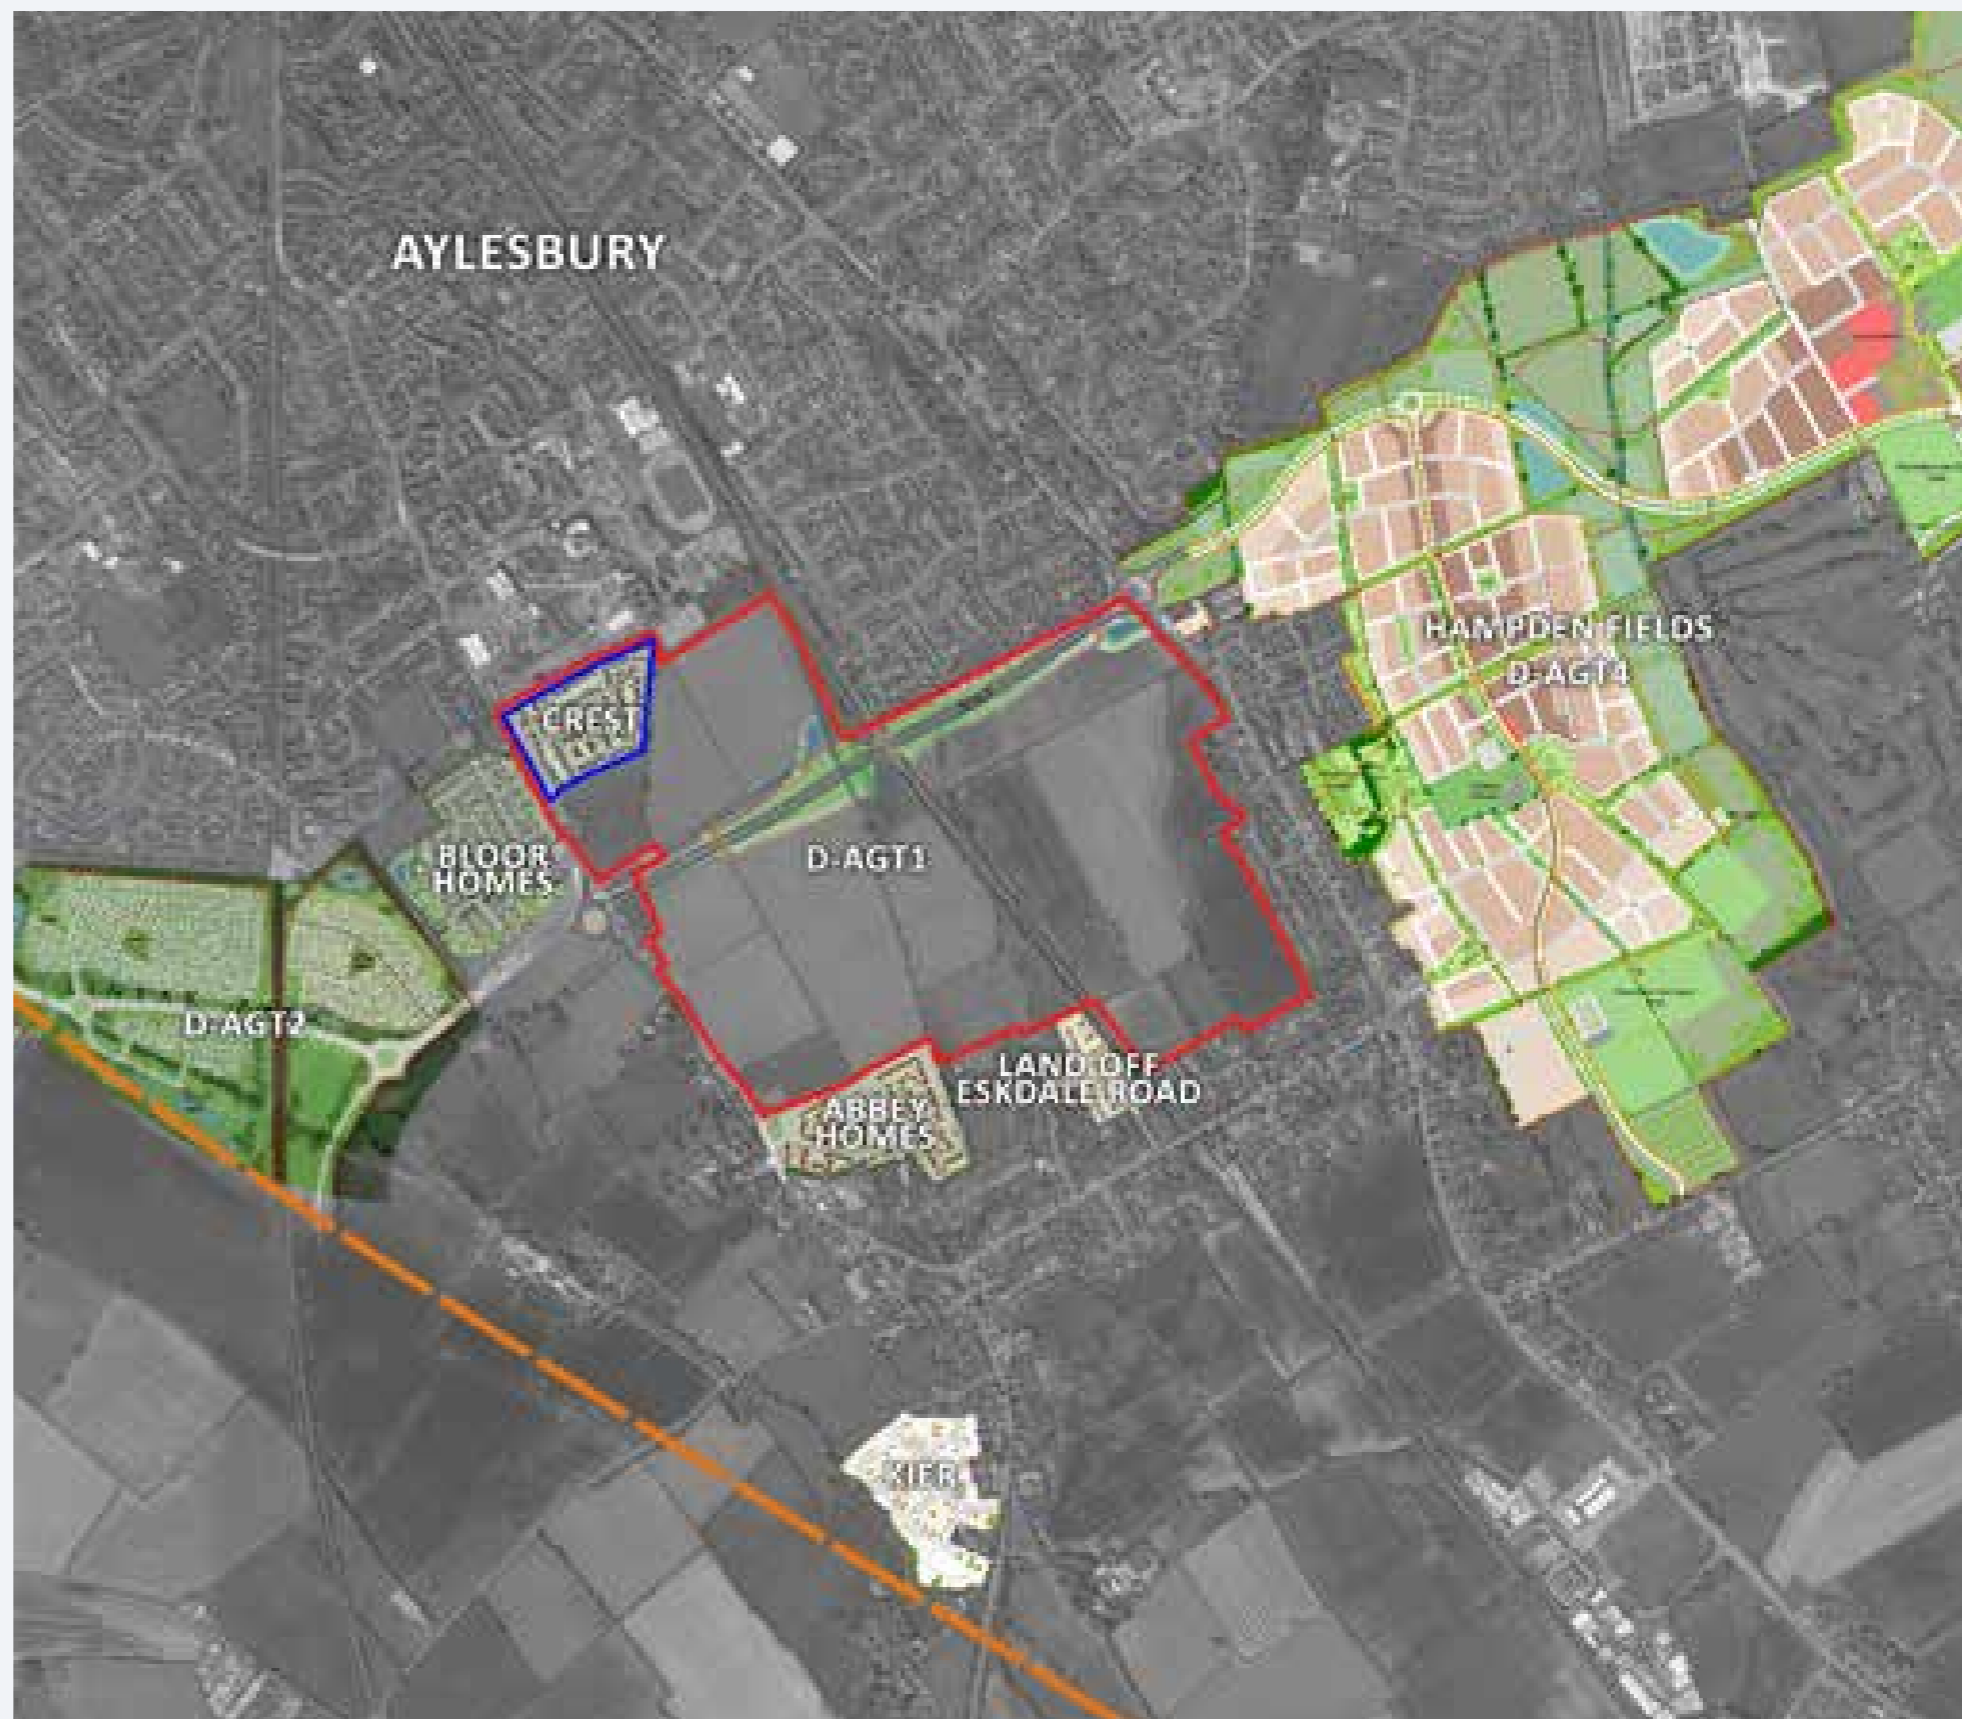 AYLESBURY
HAMPDEN FIELDS
D-AGT4
CREST
BLOOR
HOMES
D-AGT1
D-AGT2
LAND OFF
ESKDALE ROAD
ABBEY
HOMES
KIER